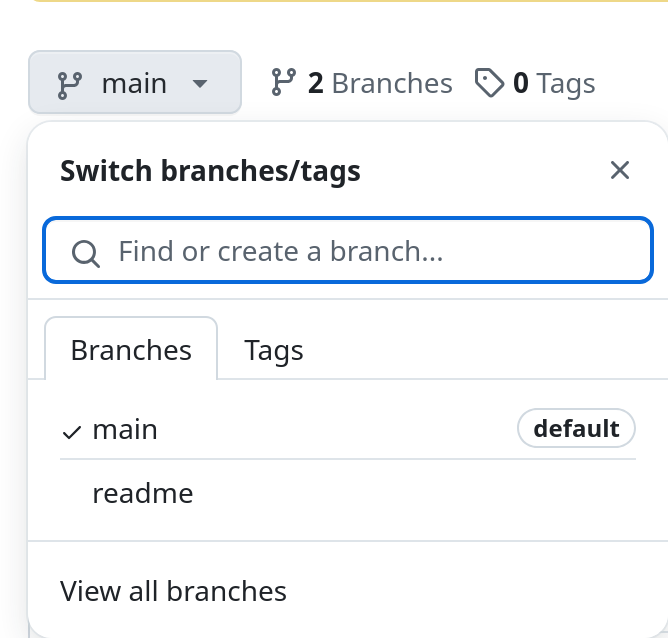 main 2 Branches 0 Tags
Switch branches/tags
Find or create a branch...
Branches Tags
main default
readme
View all branches